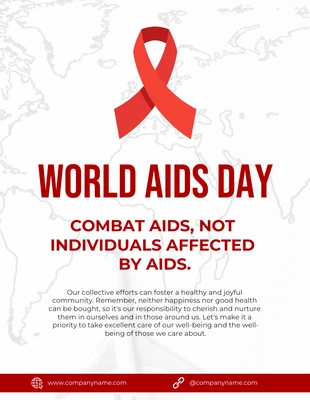 WORLD AIDS DAY
COMBAT AIDS, NOT
INDIVIDUALS AFFECTED
BY AIDS.
Our collective efforts can foster a healthy and joyful
community. Remember, neither happiness nor good health
can be bought, so it's our responsibility to cherish and nurture
them in ourselves and in those around us. Let's make it a
priority to take excellent care of our well-being and the well-
being of those we care about.
www.companyname.com
@companyname.com